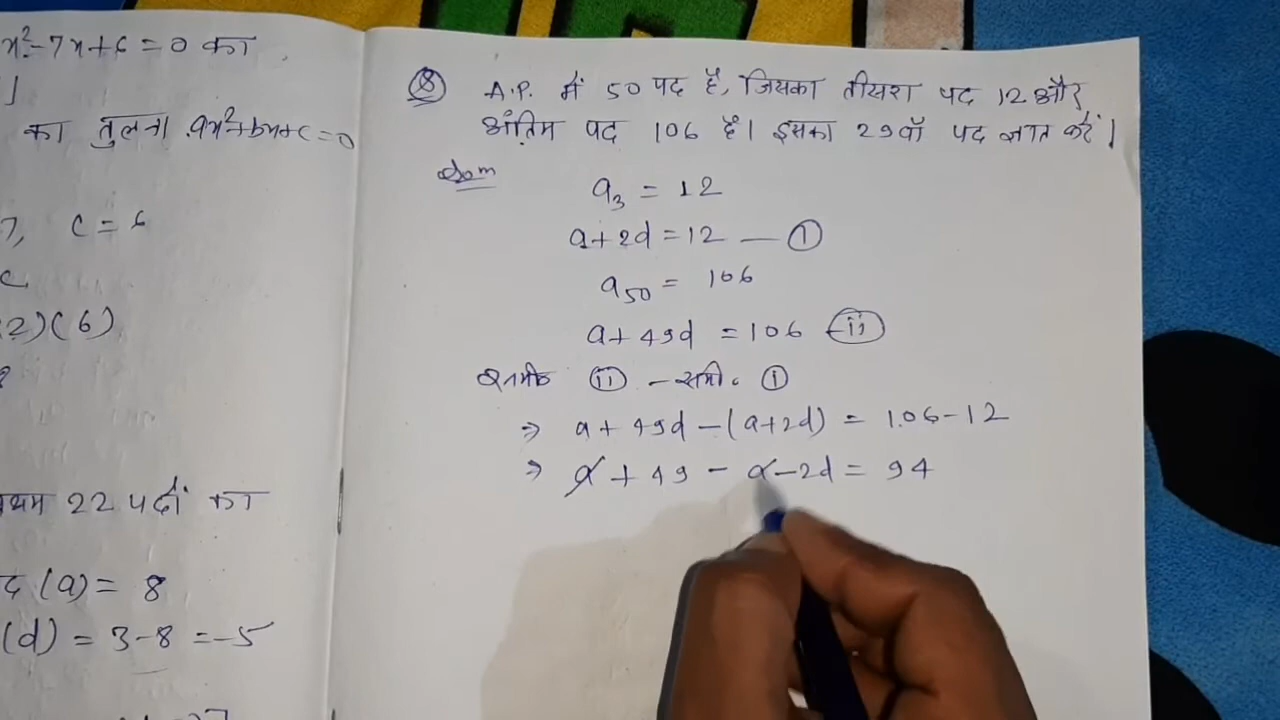 x²-7x+6=0 का
का तुलना ax²+bx+c=0
7, c=6
2)(6)
प्रथम 22 पदों का
पद (a) = 8
(d) = 3-8 = -5
⑧ A.P. में 50 पद है, जिसका तीसरा पद 12 और
अंतिम पद 106 है। इसका 29वाँ पद ज्ञात करें।
Soln
a₃ = 12
a+2d = 12 — ①
a₅₀ = 106
a+49d = 106 — ii
समी० ii — समी० ①
⇒ a + 49d - (a+2d) = 106-12
⇒ a + 49 - a - 2d = 94